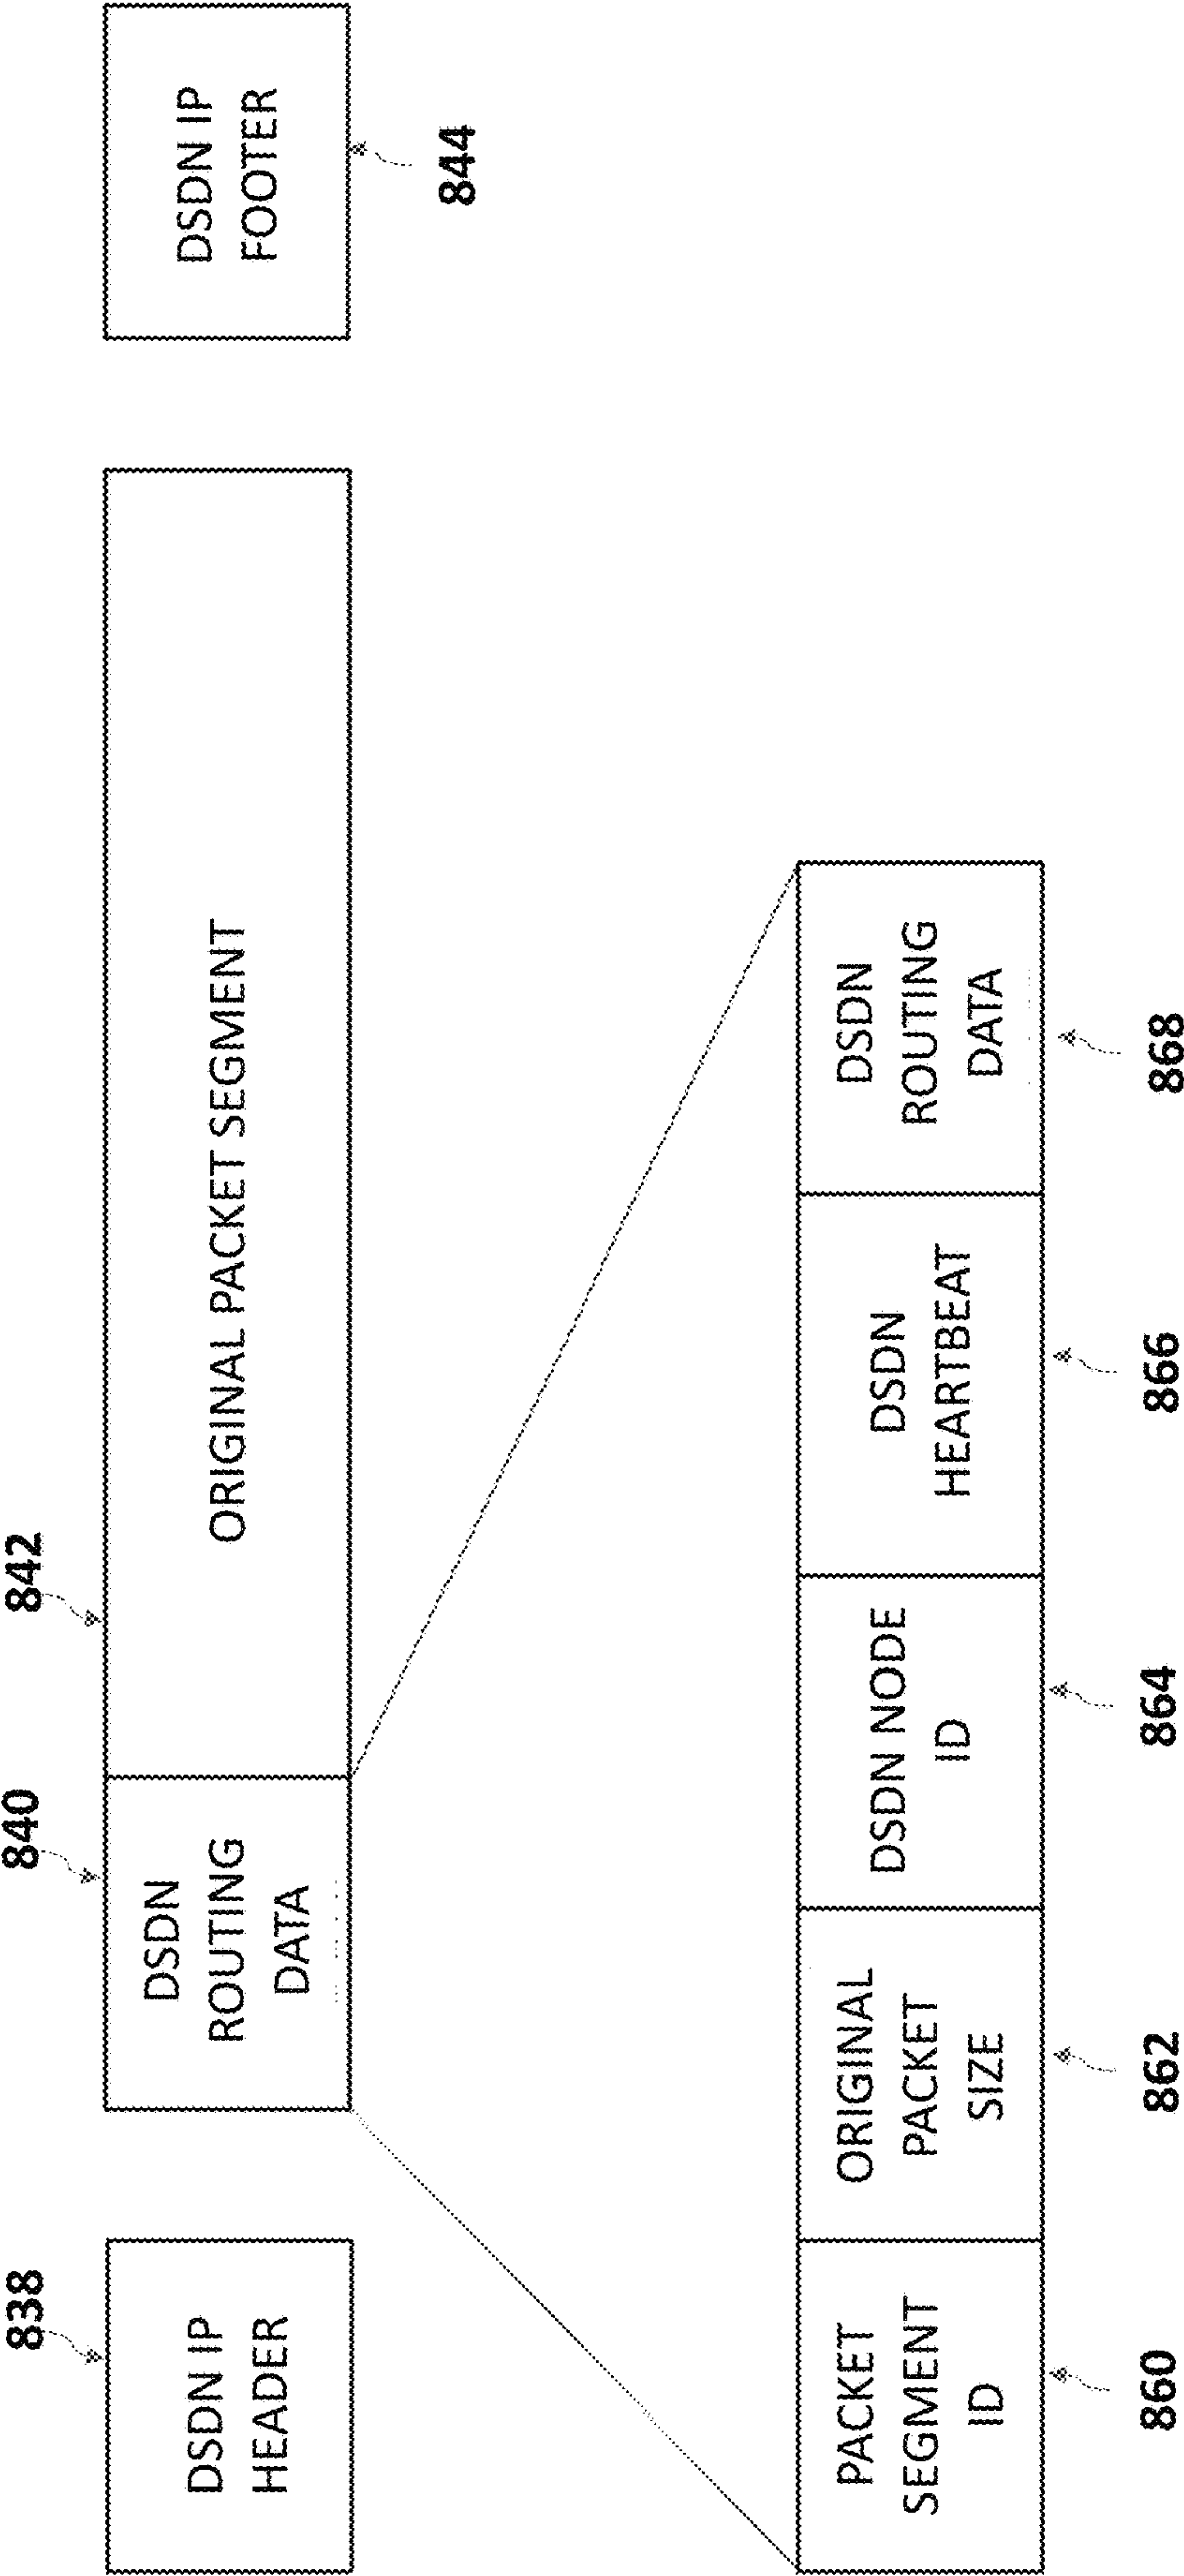 838
DSDN IP
HEADER
840
DSDN
ROUTING
DATA
842
ORIGINAL PACKET SEGMENT
DSDN IP
FOOTER
844
PACKET
SEGMENT
ID
860
ORIGINAL
PACKET
SIZE
862
DSDN NODE
ID
864
DSDN
HEARTBEAT
866
DSDN
ROUTING
DATA
868